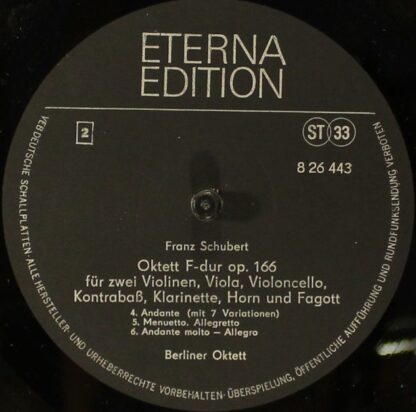 ETERNA
EDITION
2
ST 33
8 26 443
Franz Schubert
Oktett F-dur op. 166
für zwei Violinen, Viola, Violoncello,
Kontrabaß, Klarinette, Horn und Fagott
4. Andante (mit 7 Variationen)
5. Menuetto. Allegretto
6. Andante molto – Allegro
Berliner Oktett
VEB DEUTSCHE SCHALLPLATTEN · ALLE HERSTELLER- UND URHEBERRECHTE VORBEHALTEN · ÜBERSPIELUNG, ÖFFENTLICHE AUFFÜHRUNG UND RUNDFUNKSENDUNG VERBOTEN